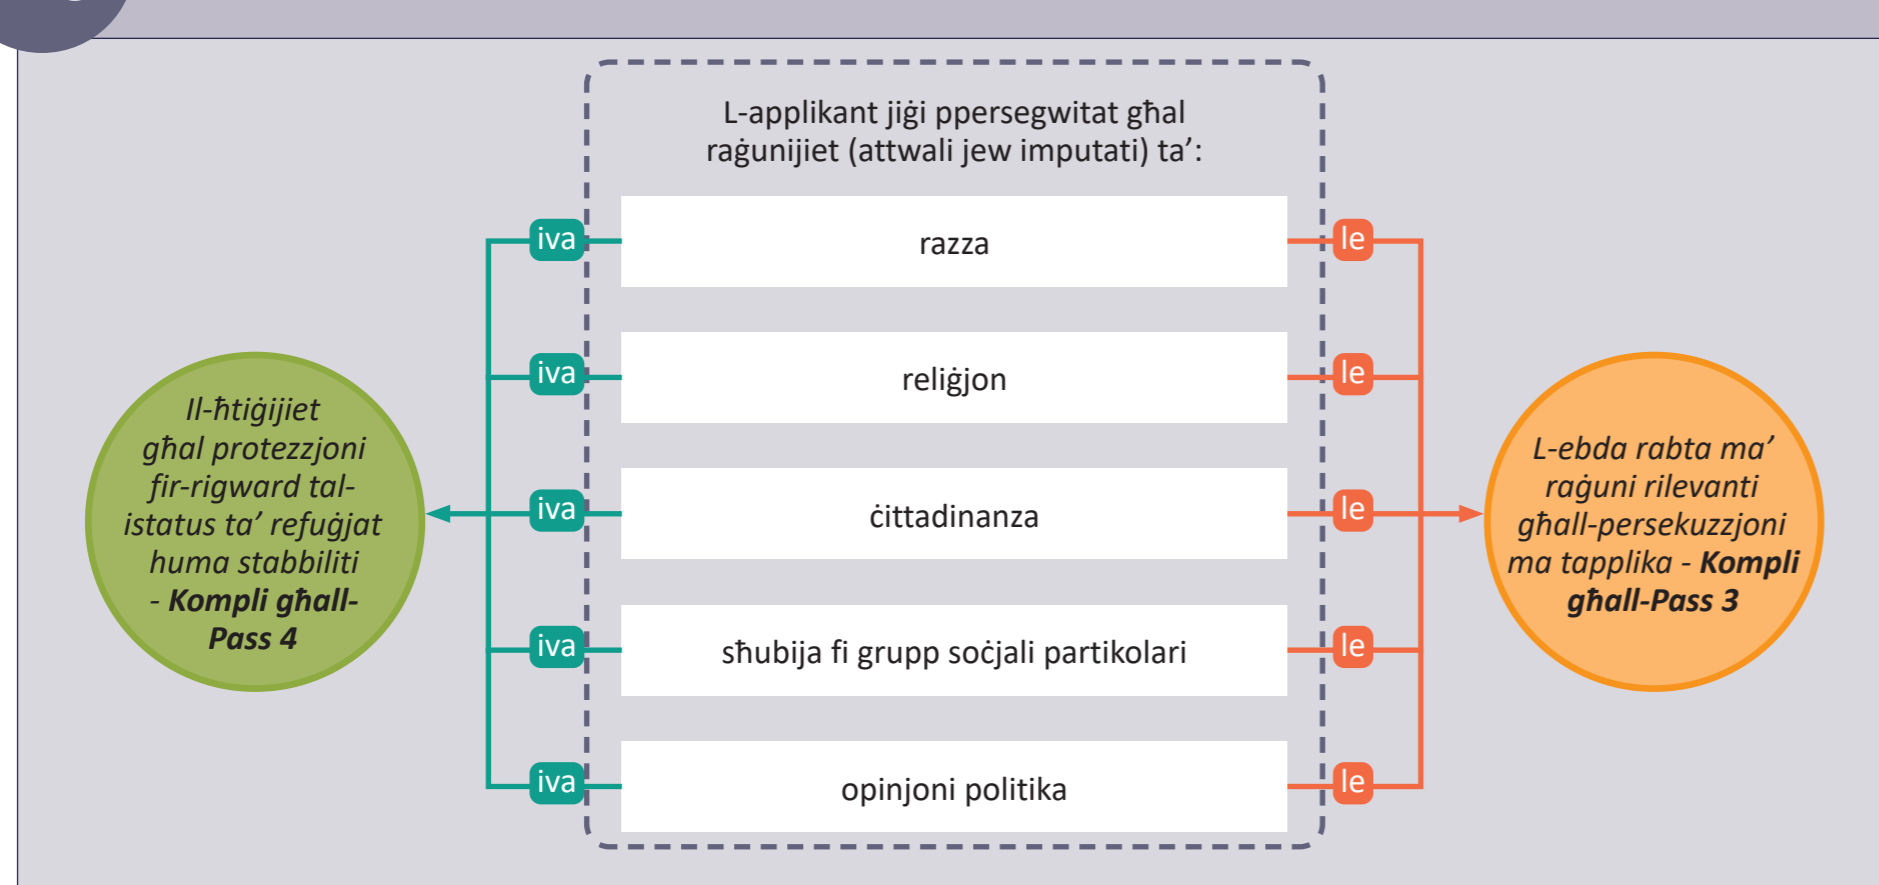 L-applikant jiġi ppersegwitat għal
raġunijiet (attwali jew imputati) ta’:
iva
razza
le
iva
reliġjon
le
iva
ċittadinanza
le
iva
sħubija fi grupp soċjali partikolari
le
iva
opinjoni politika
le
Il-ħtiġijiet
għal protezzjoni
fir-rigward tal-
istatus ta’ refuġjat
huma stabbiliti
- Kompli għall-
Pass 4
L-ebda rabta ma’
raġuni rilevanti
għall-persekuzzjoni
ma tapplika - Kompli
għall-Pass 3